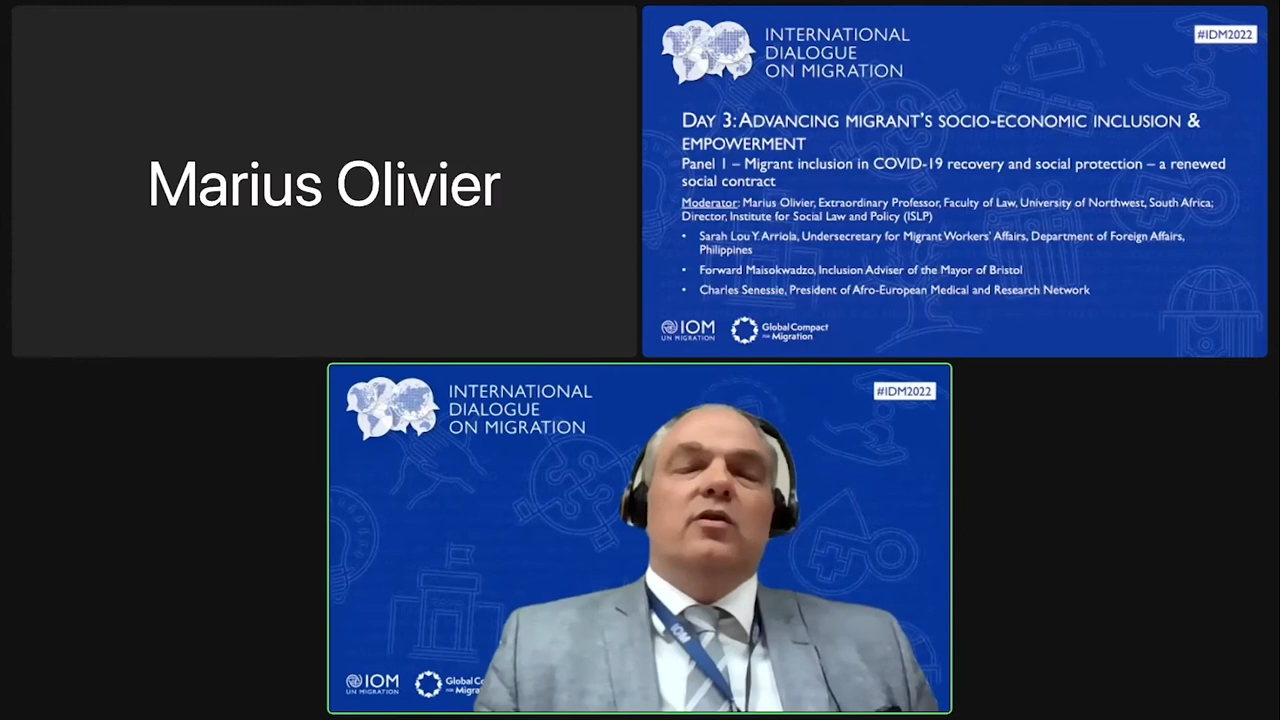 Marius Olivier
INTERNATIONAL
DIALOGUE
ON MIGRATION
#IDM2022
DAY 3: ADVANCING MIGRANT'S SOCIO-ECONOMIC INCLUSION &
EMPOWERMENT
Panel 1 – Migrant inclusion in COVID-19 recovery and social protection – a renewed
social contract
Moderator: Marius Olivier, Extraordinary Professor, Faculty of Law, University of Northwest, South Africa;
Director, Institute for Social Law and Policy (ISLP)
• Sarah Lou Y. Arriola, Undersecretary for Migrant Workers' Affairs, Department of Foreign Affairs,
Philippines
• Forward Maisokwadzo, Inclusion Adviser of the Mayor of Bristol
• Charles Senessie, President of Afro-European Medical and Research Network
IOM
UN MIGRATION
Global Compact
FOR Migration
INTERNATIONAL
DIALOGUE
ON MIGRATION
#IDM2022
IOM
IOM
UN MIGRATION
Global Co
FOR Migra